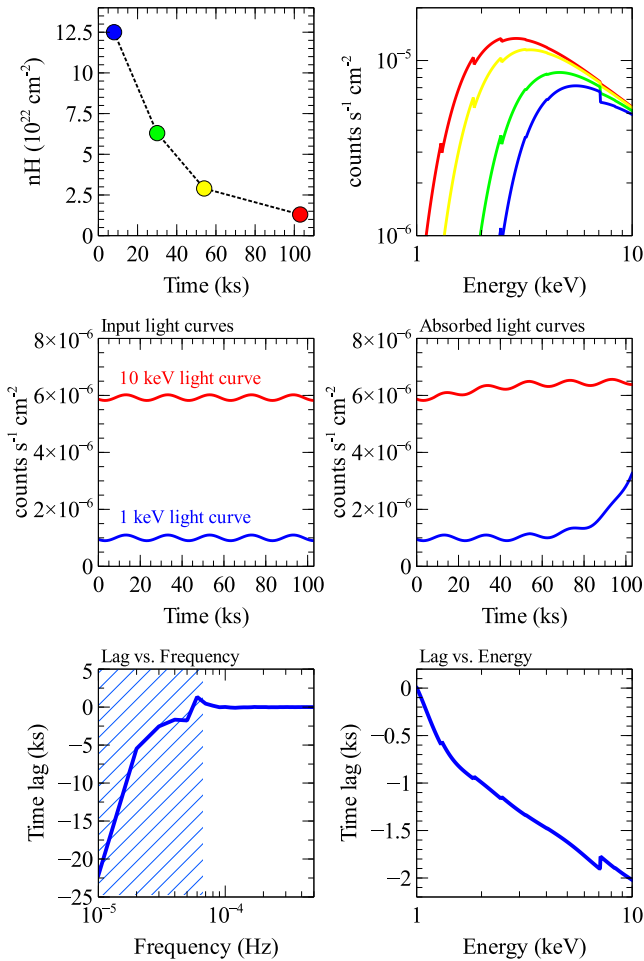 12.5
10
7.5
5
2.5
0
nH (10²² cm⁻²)
0 20 40 60 80 100
Time (ks)
10⁻⁵
10⁻⁶
counts s⁻¹ cm⁻²
1 10
Energy (keV)
Input light curves
8×10⁻⁶
6×10⁻⁶
4×10⁻⁶
2×10⁻⁶
0
counts s⁻¹ cm⁻²
10 keV light curve
1 keV light curve
0 20 40 60 80 100
Time (ks)
Absorbed light curves
8×10⁻⁶
6×10⁻⁶
4×10⁻⁶
2×10⁻⁶
0
counts s⁻¹ cm⁻²
0 20 40 60 80 100
Time (ks)
Lag vs. Frequency
5
0
−5
−10
−15
−20
−25
Time lag (ks)
10⁻⁵ 10⁻⁴
Frequency (Hz)
Lag vs. Energy
0
−0.5
−1
−1.5
−2
Time lag (ks)
1 10
Energy (keV)